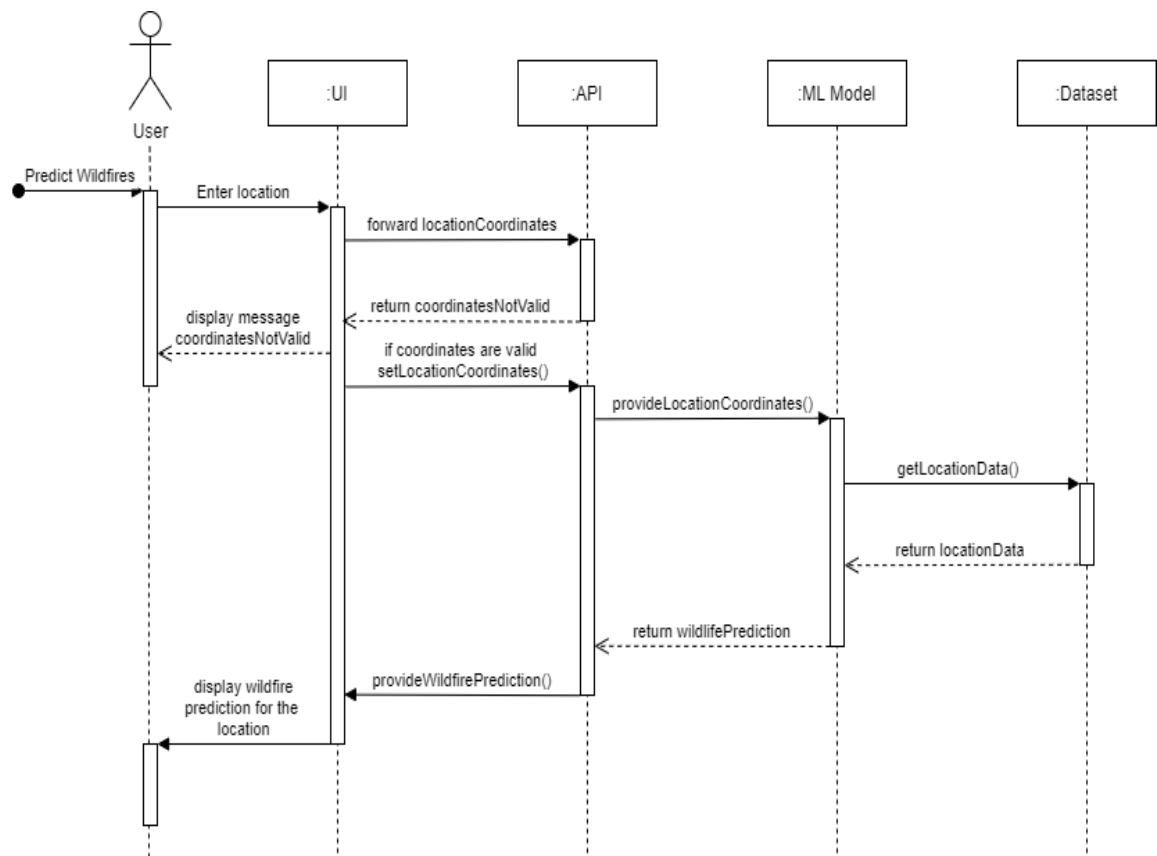 :UI
:API
:ML Model
:Dataset
User
Predict Wildfires
Enter location
forward locationCoordinates
return coordinatesNotValid
display message
coordinatesNotValid
if coordinates are valid
setLocationCoordinates()
provideLocationCoordinates()
getLocationData()
return locationData
return wildlifePrediction
provideWildfirePrediction()
display wildfire
prediction for the
location